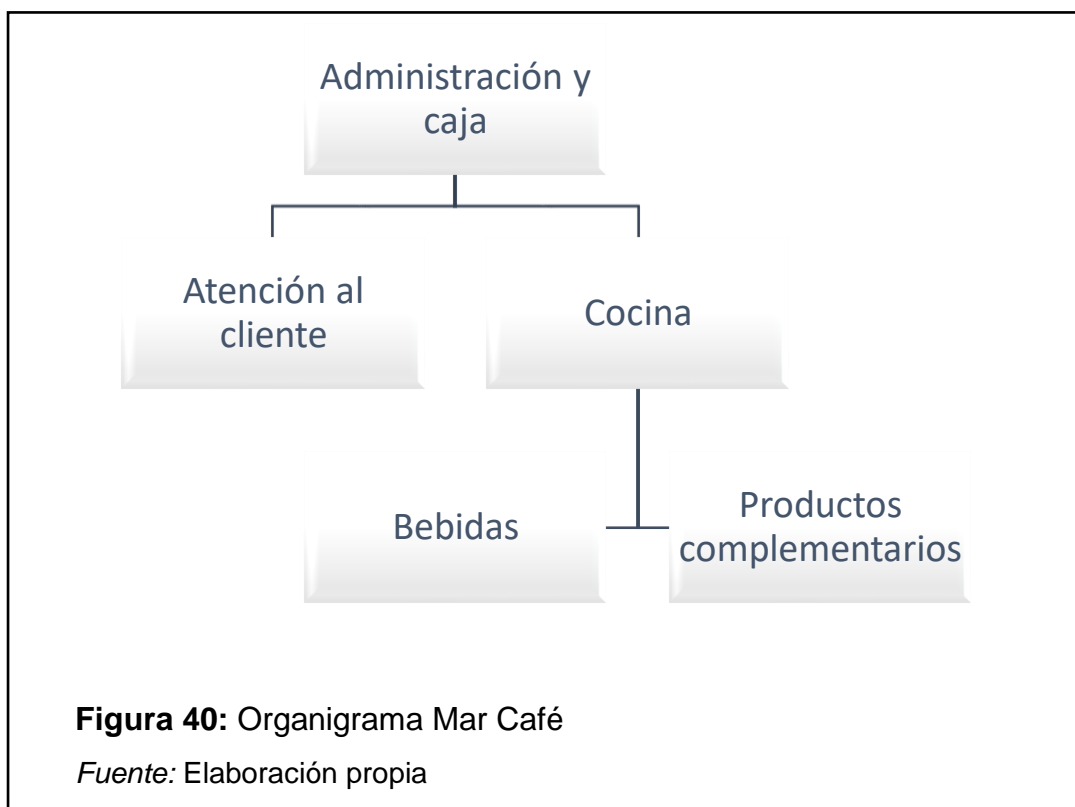 Administración y
caja
Atención al
cliente
Cocina
Bebidas
Productos
complementarios
Figura 40: Organigrama Mar Café
Fuente: Elaboración propia